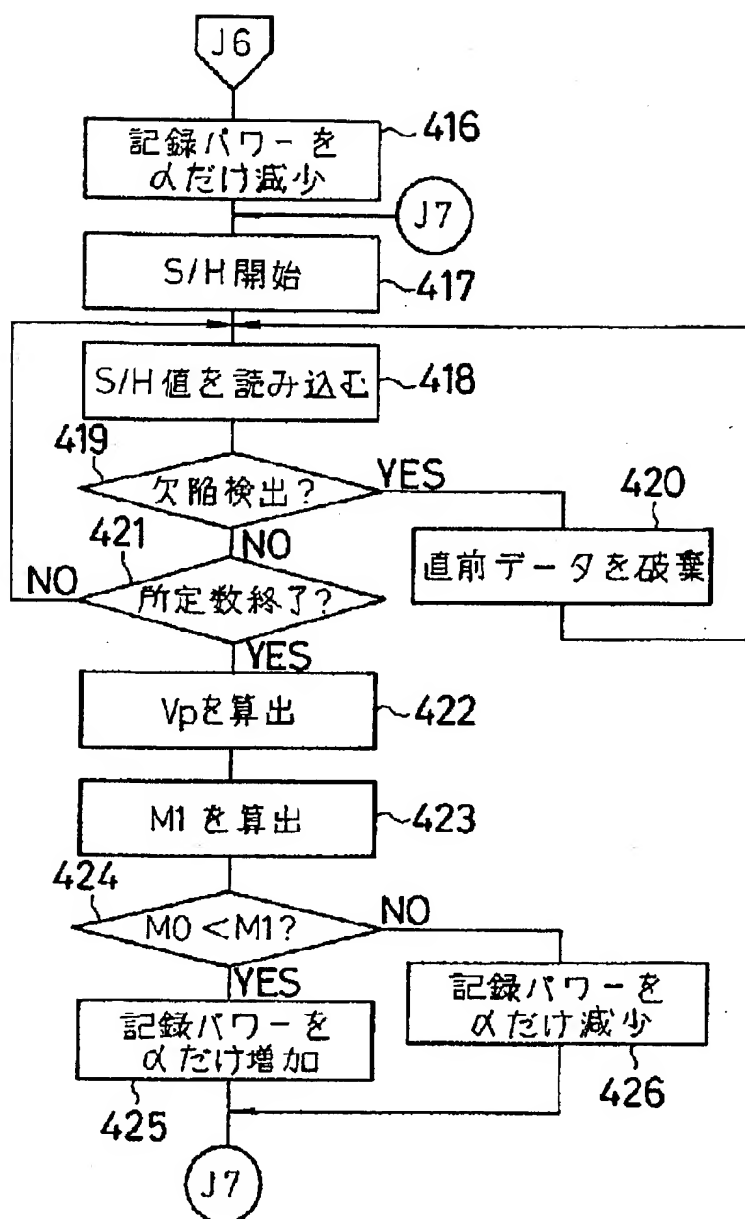 J6
記録パワーを
αだけ減少
416
J7
S/H開始
417
S/H値を読み込む
418
419
欠陥検出?
YES
420
直前データを破棄
NO
421
所定数終了?
NO
YES
Vpを算出
422
M1を算出
423
424
M0<M1?
NO
YES
記録パワーを
αだけ増加
425
記録パワーを
αだけ減少
426
J7